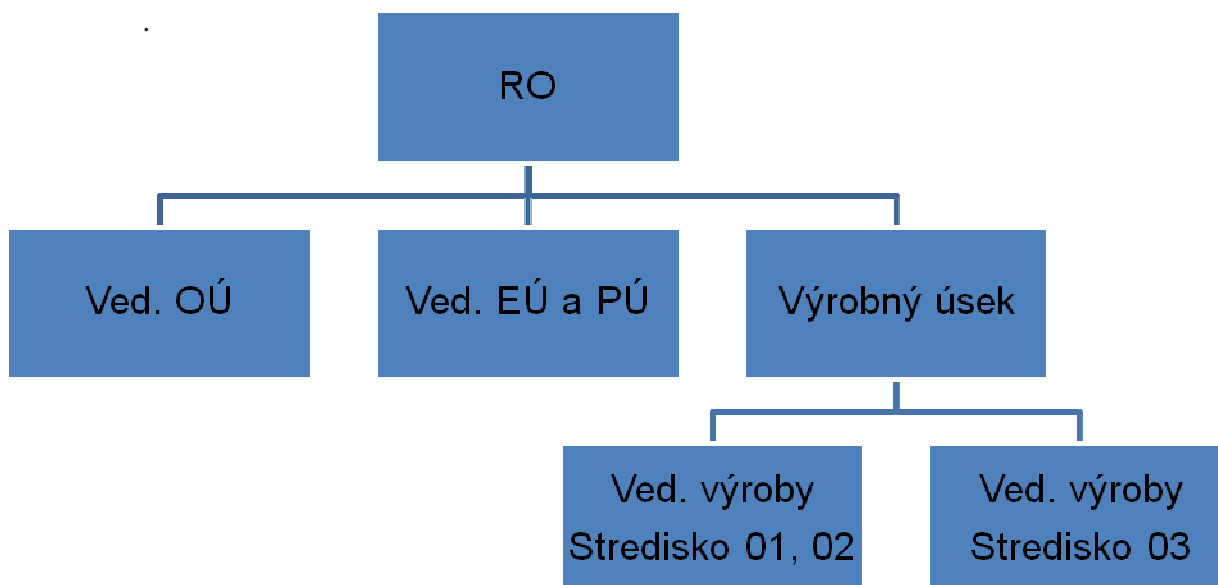 RO
Ved. OÚ
Ved. EÚ a PÚ
Výrobný úsek
Ved. výroby
Stredisko 01, 02
Ved. výroby
Stredisko 03